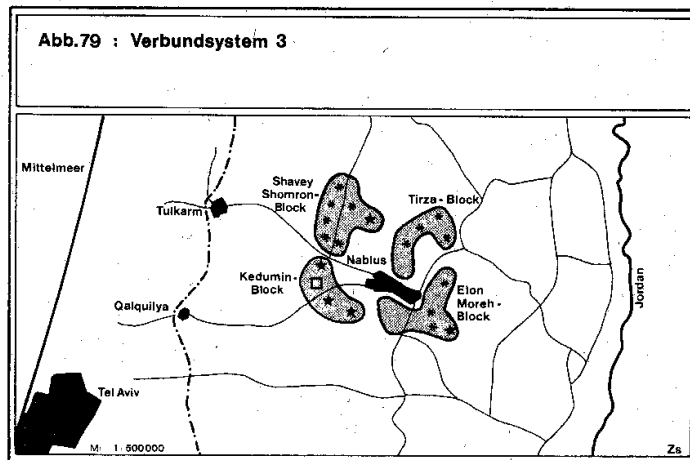 Abb.79 : Verbundsystem 3
Mittelmeer
Shavey
Shomron-
Block
Tirza - Block
Tulkarm
Nablus
Kedumin-
Block
Elon
Moreh -
Block
Qalquilya
Jordan
Tel Aviv
M: 1:500000
Zs